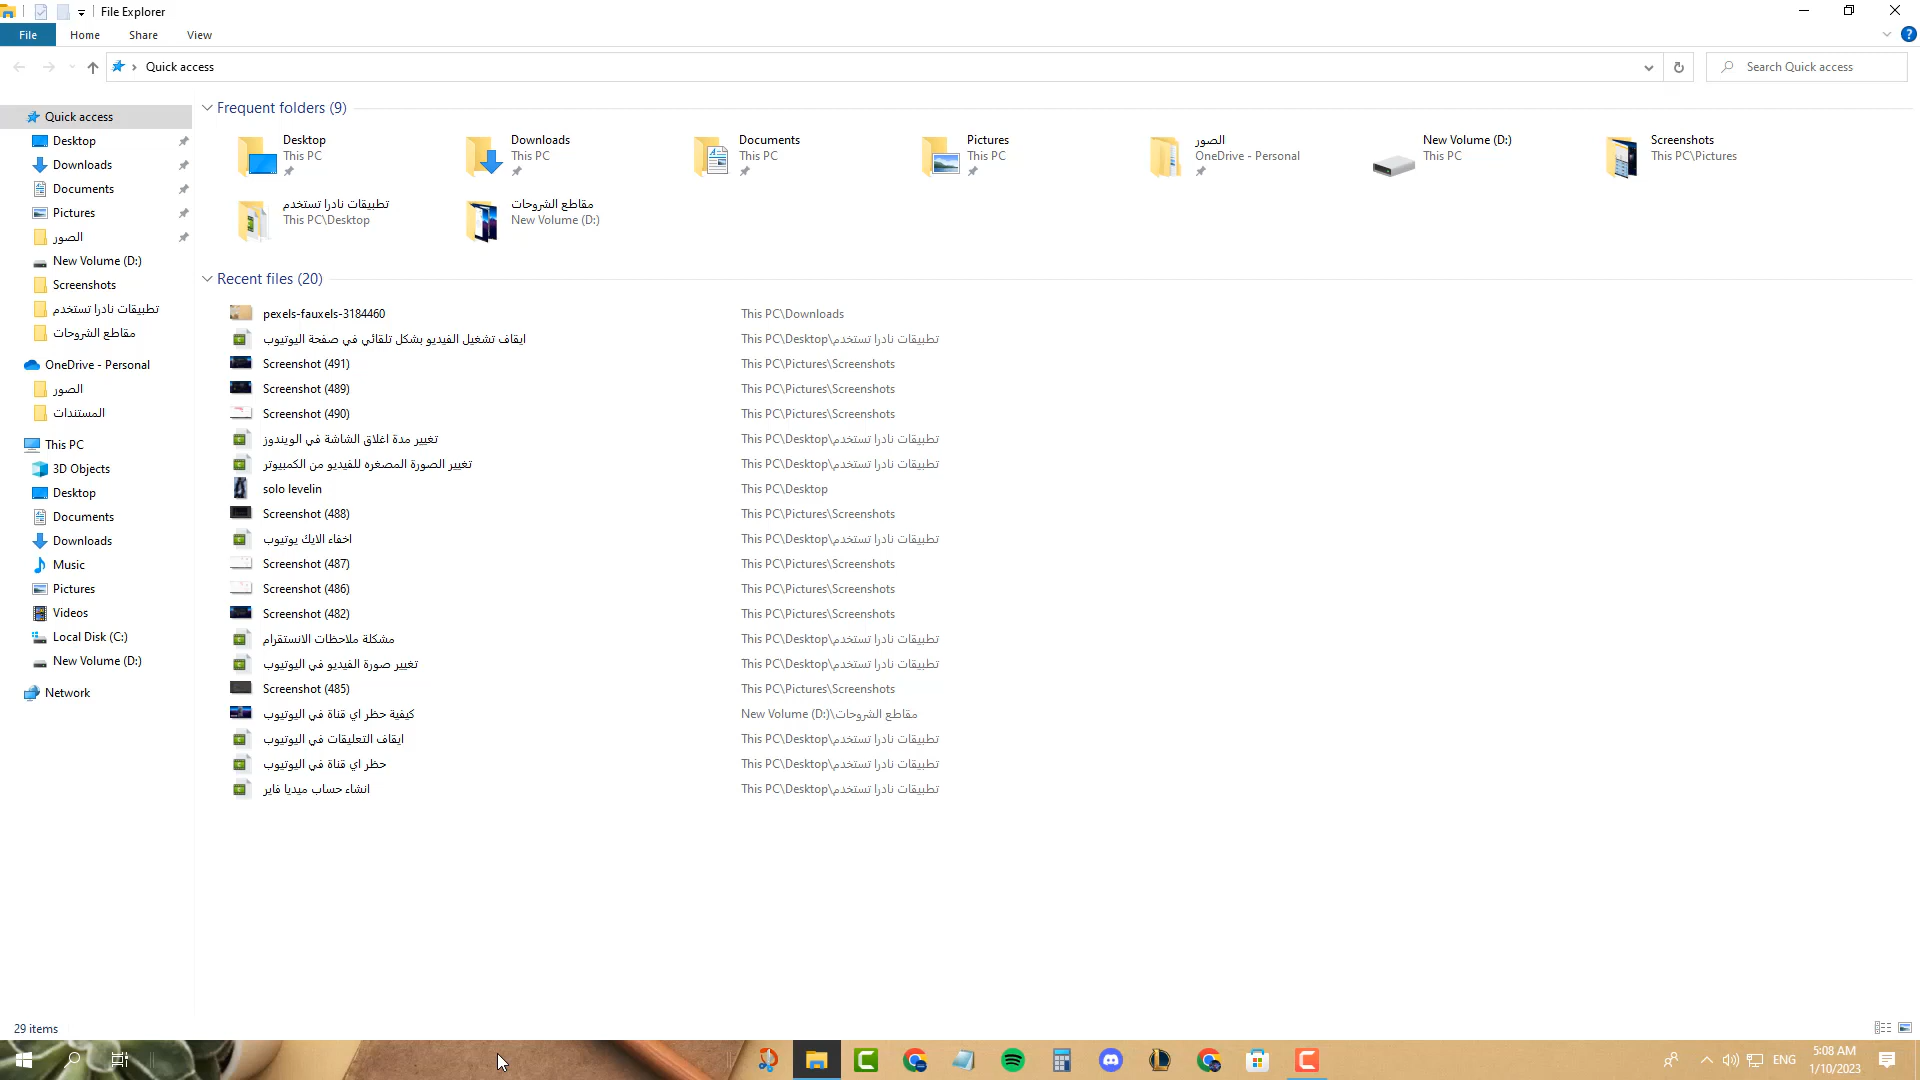 File Explorer
File Home Share View
Quick access
Search Quick access
Quick access
Desktop
Downloads
Documents
Pictures
الصور
New Volume (D:)
Screenshots
تطبيقات نادرا تستخدم
مقاطع الشروحات
OneDrive - Personal
الصور
المستندات
This PC
3D Objects
Desktop
Documents
Downloads
Music
Pictures
Videos
Local Disk (C:)
New Volume (D:)
Network
Frequent folders (9)
Desktop
This PC
Downloads
This PC
Documents
This PC
Pictures
This PC
الصور
OneDrive - Personal
New Volume (D:)
This PC
Screenshots
This PC\Pictures
تطبيقات نادرا تستخدم
This PC\Desktop
مقاطع الشروحات
New Volume (D:)
Recent files (20)
pexels-fauxels-3184460 This PC\Downloads
ايقاف تشغيل الفيديو بشكل تلقائي في صفحة اليوتيوب This PC\Desktop\تطبيقات نادرا تستخدم
Screenshot (491) This PC\Pictures\Screenshots
Screenshot (489) This PC\Pictures\Screenshots
Screenshot (490) This PC\Pictures\Screenshots
تغيير مدة اغلاق الشاشة في الويندوز This PC\Desktop\تطبيقات نادرا تستخدم
تغيير الصورة المصغره للفيديو من الكمبيوتر This PC\Desktop\تطبيقات نادرا تستخدم
solo levelin This PC\Desktop
Screenshot (488) This PC\Pictures\Screenshots
اخفاء الايك يوتيوب This PC\Desktop\تطبيقات نادرا تستخدم
Screenshot (487) This PC\Pictures\Screenshots
Screenshot (486) This PC\Pictures\Screenshots
Screenshot (482) This PC\Pictures\Screenshots
مشكلة ملاحظات الانستقرام This PC\Desktop\تطبيقات نادرا تستخدم
تغيير صورة الفيديو في اليوتيوب This PC\Desktop\تطبيقات نادرا تستخدم
Screenshot (485) This PC\Pictures\Screenshots
كيفية حظر اي قناة في اليوتيوب New Volume (D:)\مقاطع الشروحات
ايقاف التعليقات في اليوتيوب This PC\Desktop\تطبيقات نادرا تستخدم
حظر اي قناة في اليوتيوب This PC\Desktop\تطبيقات نادرا تستخدم
انشاء حساب ميديا فاير This PC\Desktop\تطبيقات نادرا تستخدم
29 items
ENG
5:08 AM
1/10/2023